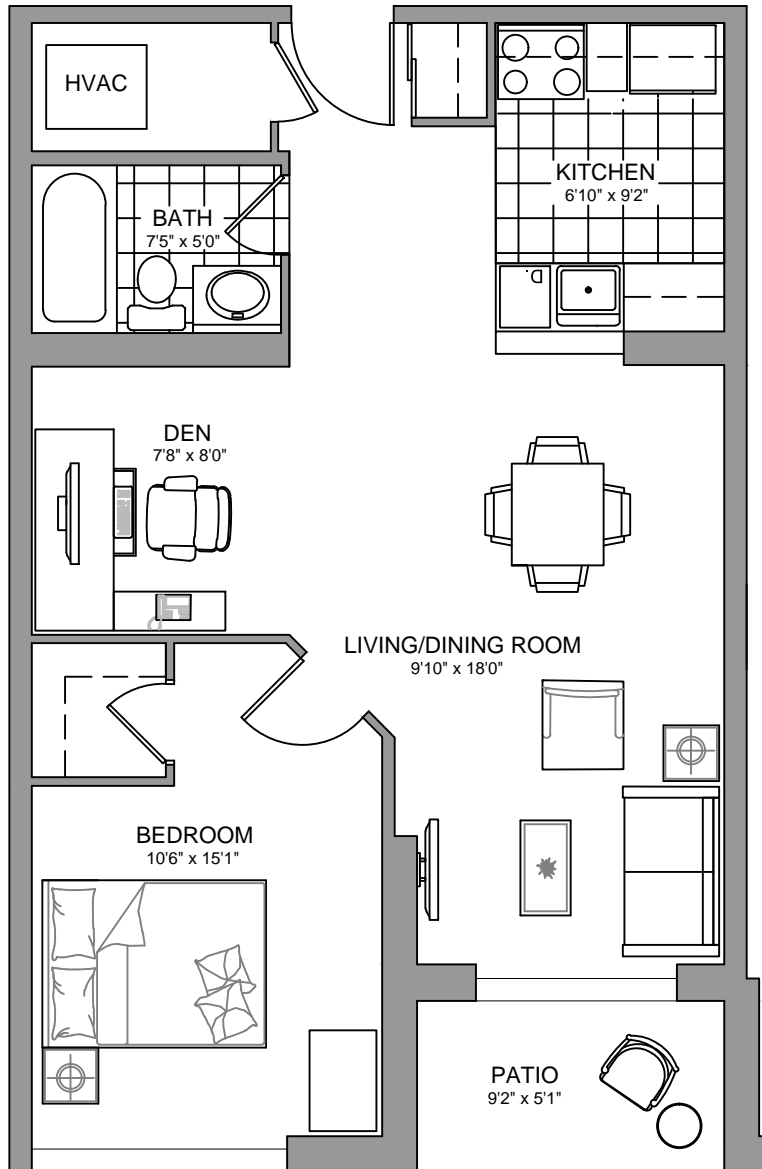 HVAC
KITCHEN
6'10" x 9'2"
BATH
7'5" x 5'0"
DEN
7'8" x 8'0"
LIVING/DINING ROOM
9'10" x 18'0"
BEDROOM
10'6" x 15'1"
PATIO
9'2" x 5'1"